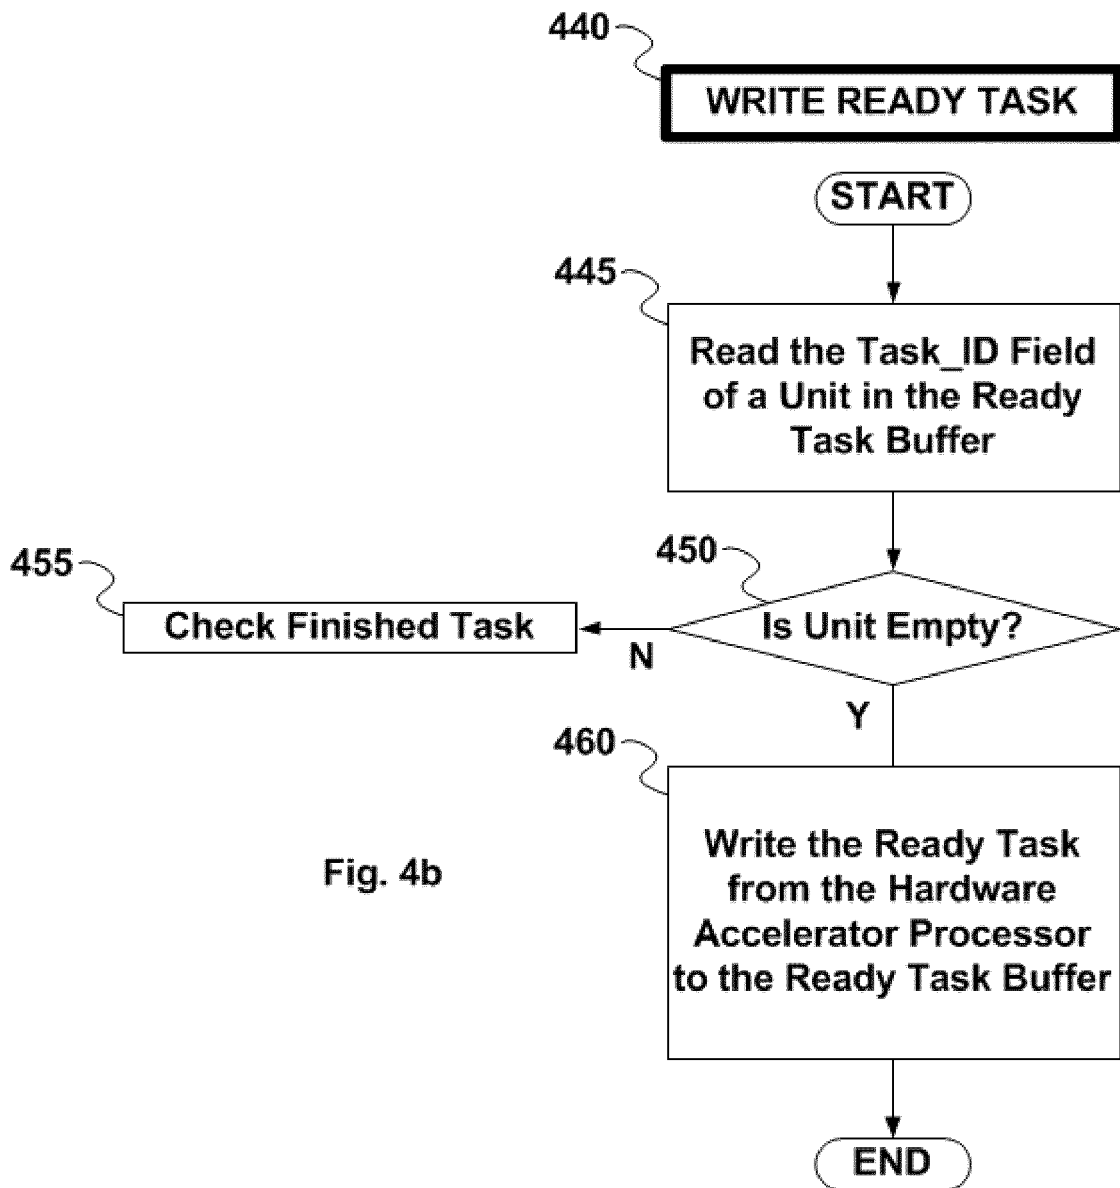 440
WRITE READY TASK
START
445
Read the Task_ID Field
of a Unit in the Ready
Task Buffer
450
455
Check Finished Task
Is Unit Empty?
N
Y
460
Write the Ready Task
from the Hardware
Accelerator Processor
to the Ready Task Buffer
Fig. 4b
END